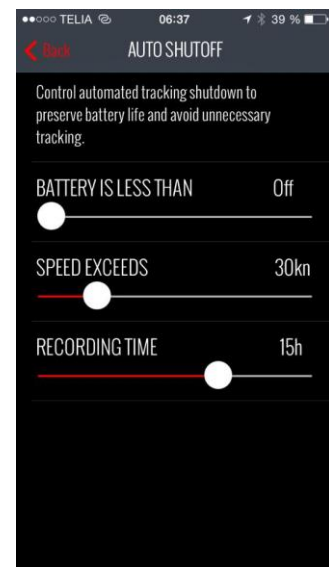 TELIA 06:37 39 %
Back AUTO SHUTOFF
Control automated tracking shutdown to
preserve battery life and avoid unnecessary
tracking.
BATTERY IS LESS THAN Off
SPEED EXCEEDS 30kn
RECORDING TIME 15h